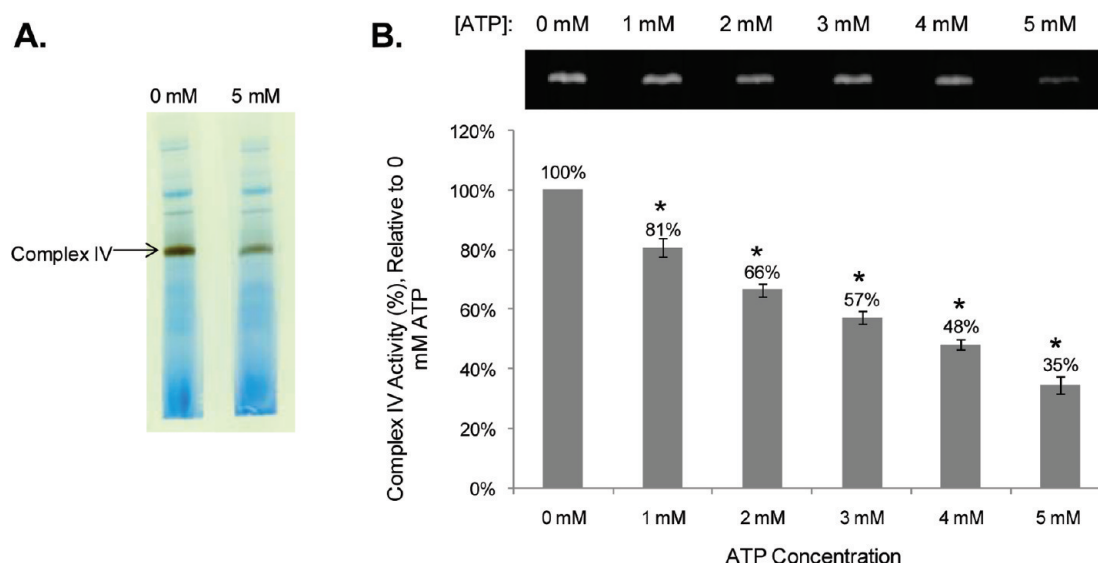 A.
0 mM 5 mM
Complex IV
B.
[ATP]: 0 mM 1 mM 2 mM 3 mM 4 mM 5 mM
Complex IV Activity (%), Relative to 0
mM ATP
120%
100%
80%
60%
40%
20%
0%
100%
*
81%
*
66%
*
57%
*
48%
*
35%
0 mM 1 mM 2 mM 3 mM 4 mM 5 mM
ATP Concentration